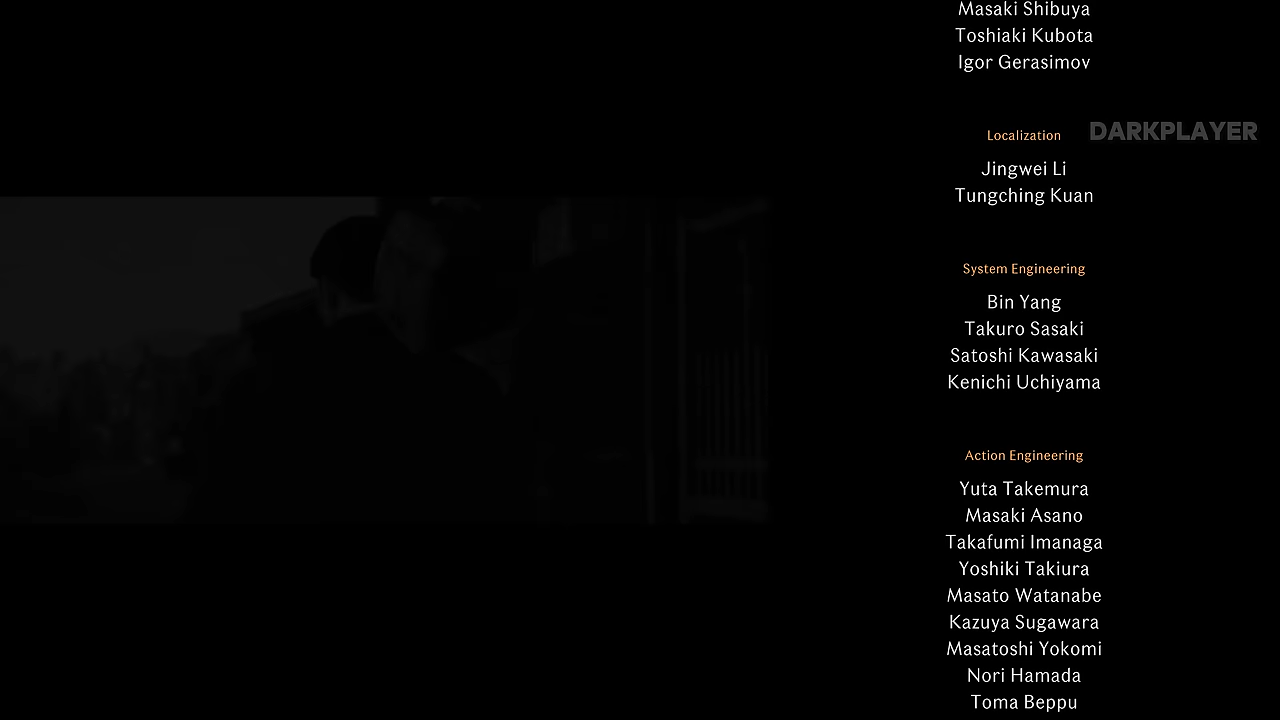 Masaki Shibuya
Toshiaki Kubota
Igor Gerasimov
Localization
DARKPLAYER
Jingwei Li
Tungching Kuan
System Engineering
Bin Yang
Takuro Sasaki
Satoshi Kawasaki
Kenichi Uchiyama
Action Engineering
Yuta Takemura
Masaki Asano
Takafumi Imanaga
Yoshiki Takiura
Masato Watanabe
Kazuya Sugawara
Masatoshi Yokomi
Nori Hamada
Toma Beppu